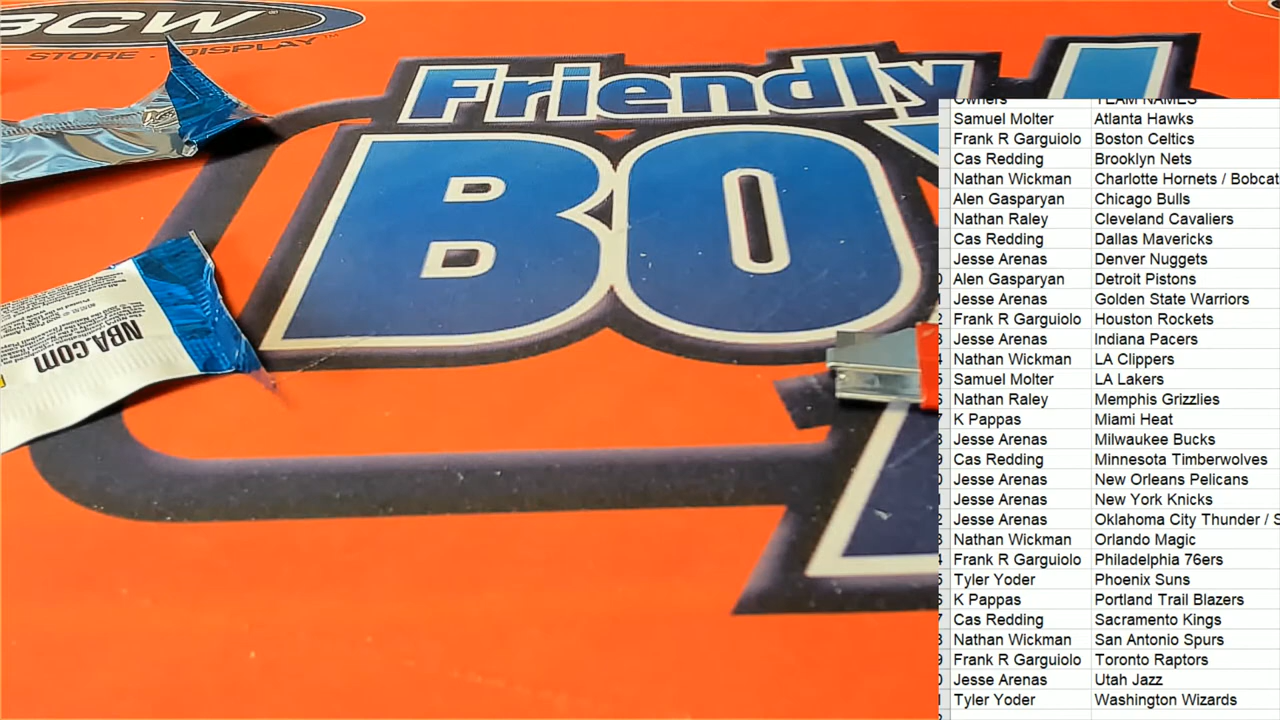 BCW
STORE . DISPLAY™
Friendly
BO
NBA.COM
Owners TEAM NAMES
Samuel Molter Atlanta Hawks
Frank R Garguiolo Boston Celtics
Cas Redding Brooklyn Nets
Nathan Wickman Charlotte Hornets / Bobcat
Alen Gasparyan Chicago Bulls
Nathan Raley Cleveland Cavaliers
Cas Redding Dallas Mavericks
Jesse Arenas Denver Nuggets
Alen Gasparyan Detroit Pistons
Jesse Arenas Golden State Warriors
Frank R Garguiolo Houston Rockets
Jesse Arenas Indiana Pacers
Nathan Wickman LA Clippers
Samuel Molter LA Lakers
Nathan Raley Memphis Grizzlies
K Pappas Miami Heat
Jesse Arenas Milwaukee Bucks
Cas Redding Minnesota Timberwolves
Jesse Arenas New Orleans Pelicans
Jesse Arenas New York Knicks
Jesse Arenas Oklahoma City Thunder / S
Nathan Wickman Orlando Magic
Frank R Garguiolo Philadelphia 76ers
Tyler Yoder Phoenix Suns
K Pappas Portland Trail Blazers
Cas Redding Sacramento Kings
Nathan Wickman San Antonio Spurs
Frank R Garguiolo Toronto Raptors
Jesse Arenas Utah Jazz
Tyler Yoder Washington Wizards